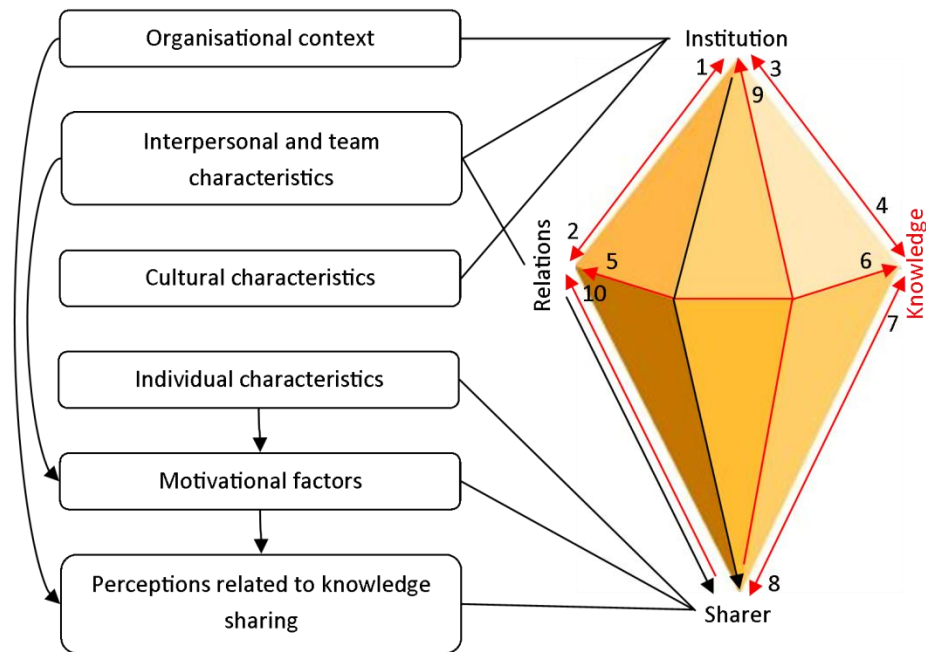 Organisational context
Interpersonal and team
characteristics
Cultural characteristics
Individual characteristics
Motivational factors
Perceptions related to knowledge
sharing
Institution
1
3
9
2
4
Relations
5
6
Knowledge
10
7
8
Sharer